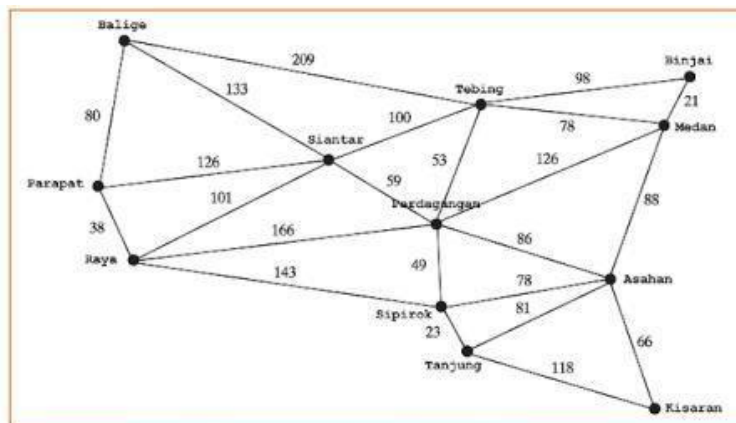 Balige
209
Binjai
98
Tebing
133
21
80
100
78
Medan
Siantar
126
53
126
Parapat
59
101
Perdagangan
88
38
166
86
Raya
49
143
78
Asahan
Sipirok
81
23
66
Tanjung
118
Kisaran